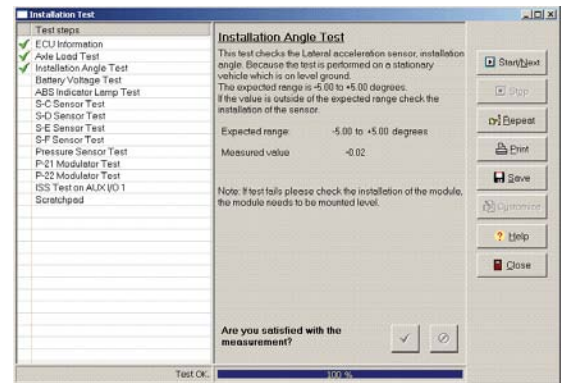 Installation Test
Test steps
ECU Information
Axle Load Test
Installation Angle Test
Battery Voltage Test
ABS Indicator Lamp Test
S-C Sensor Test
S-D Sensor Test
S-E Sensor Test
S-F Sensor Test
Pressure Sensor Test
P-21 Modulator Test
P-22 Modulator Test
ISS Test on AUX I/O 1
Scratchpad
Installation Angle Test
This test checks the Lateral acceleration sensor, installation
angle. Because the test is performed on a stationary
vehicle which is on level ground.
The expected range is -5.00 to +5.00 degrees.
If the value is outside of the expected range check the
installation of the sensor.
Expected range: -5.00 to +5.00 degrees
Measured value -0.02
Note: If test fails please check the installation of the module,
the module needs to be mounted level.
Are you satisfied with the
measurement?
Start/Next
Stop
Repeat
Print
Save
Customize
Help
Close
Test OK.
100 %